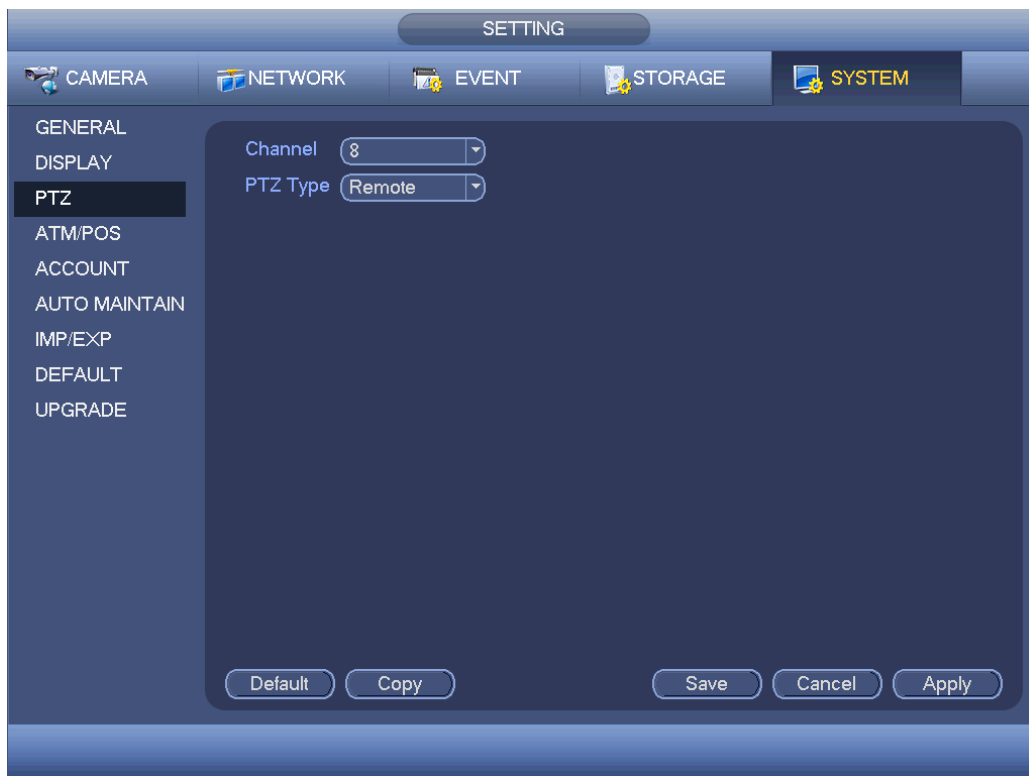 SETTING
CAMERA NETWORK EVENT STORAGE SYSTEM
GENERAL
DISPLAY
PTZ
ATM/POS
ACCOUNT
AUTO MAINTAIN
IMP/EXP
DEFAULT
UPGRADE
Channel 8
PTZ Type Remote
Default Copy Save Cancel Apply